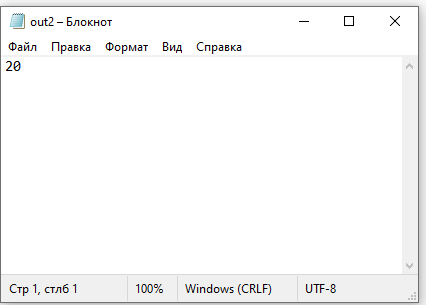 out2 – Блокнот
Файл Правка Формат Вид Справка
20
Стр 1, стлб 1 100% Windows (CRLF) UTF-8